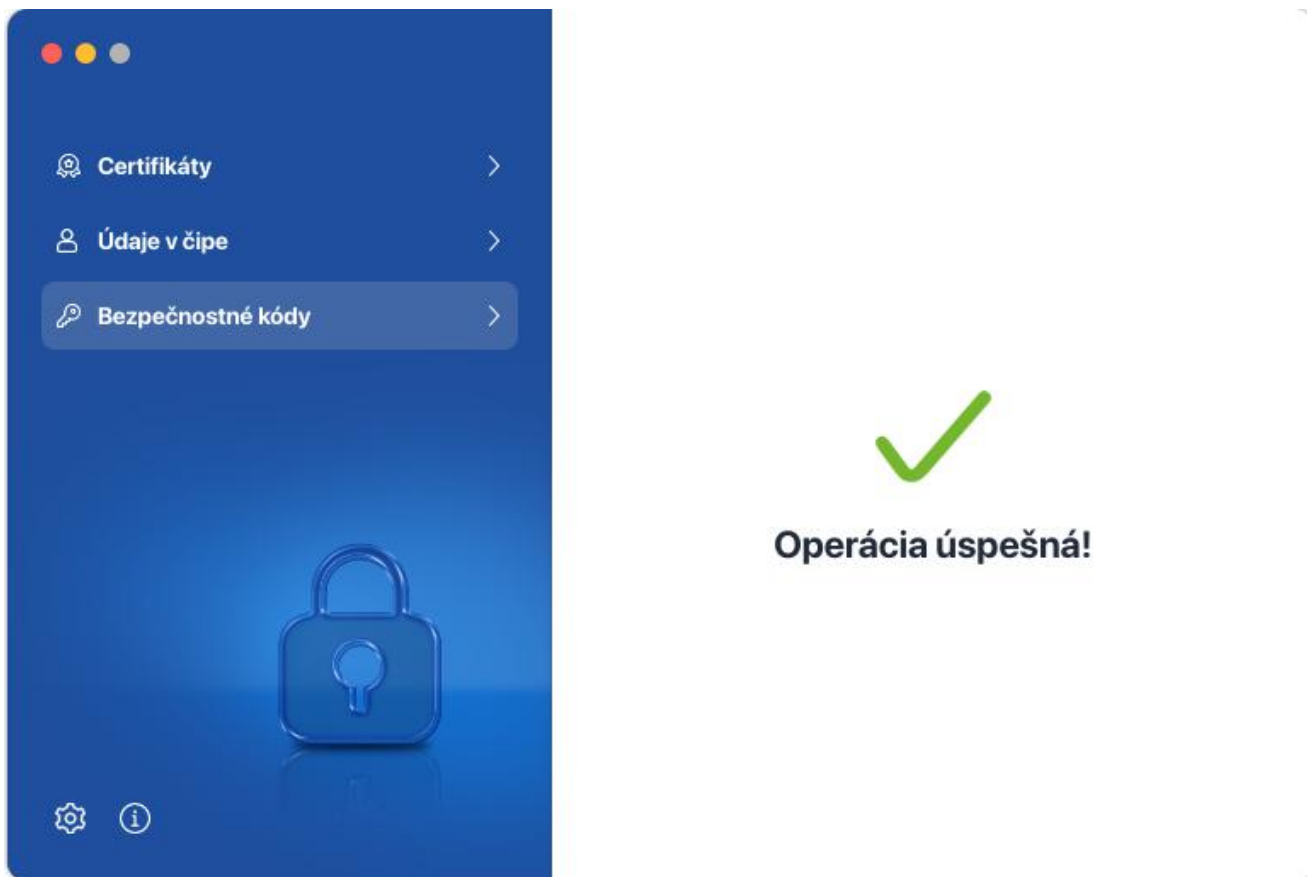 Certifikáty
Údaje v čipe
Bezpečnostné kódy
Operácia úspešná!